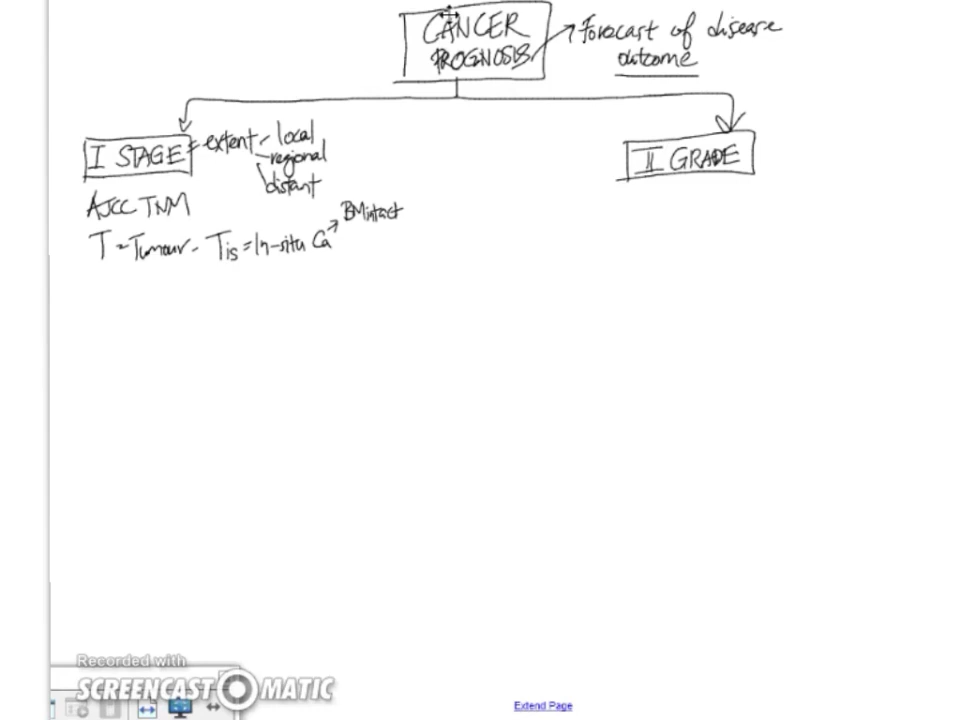 CANCER
PROGNOSIS
Forecast of disease
outcome
I STAGE = extent - local
- regional
distant
II GRADE
AJCC TNM
BM intact
T = Tumour - Tis = In-situ Ca
Recorded with
SCREENCAST MATIC
Extend Page